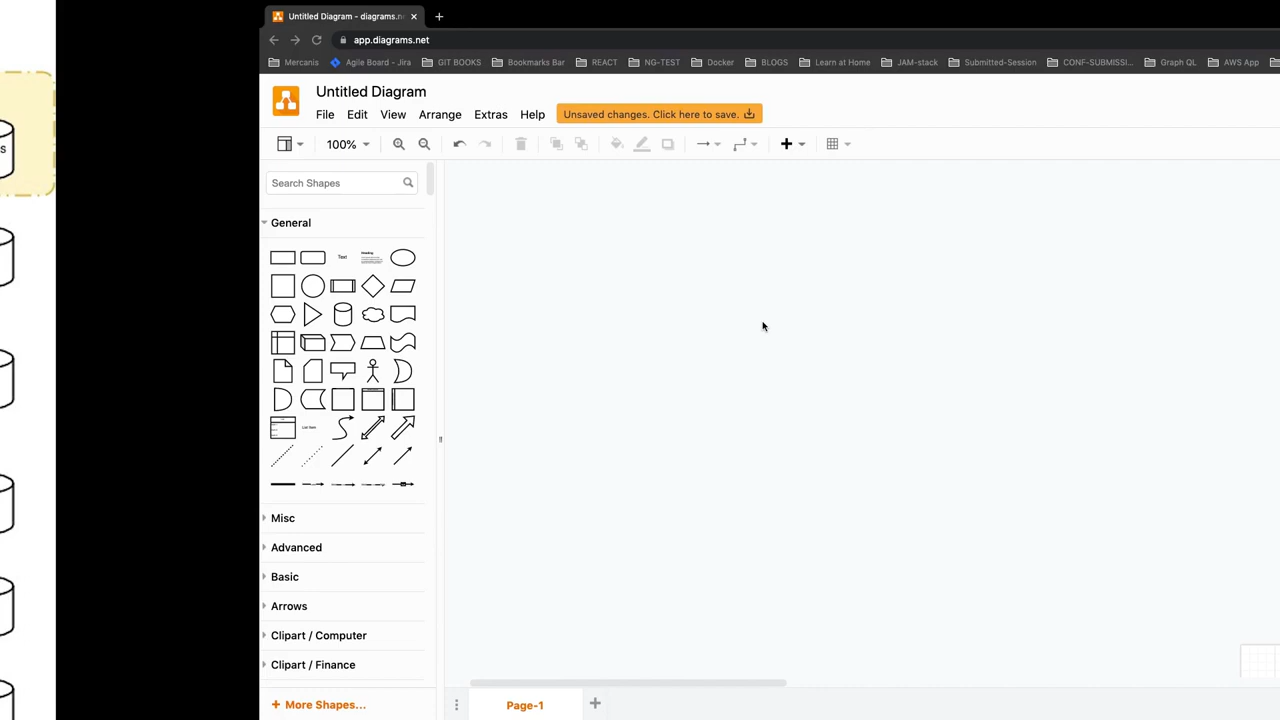 s
Untitled Diagram - diagrams.n
app.diagrams.net
Mercanis
Agile Board - Jira
GIT BOOKS
Bookmarks Bar
REACT
NG-TEST
Docker
BLOGS
Learn at Home
JAM-stack
Submitted-Session
CONF-SUBMISSI...
Graph QL
AWS App
Untitled Diagram
File Edit View Arrange Extras Help Unsaved changes. Click here to save.
100%
Search Shapes
General
Text
Heading
List Item
Misc
Advanced
Basic
Arrows
Clipart / Computer
Clipart / Finance
+ More Shapes...
Page-1